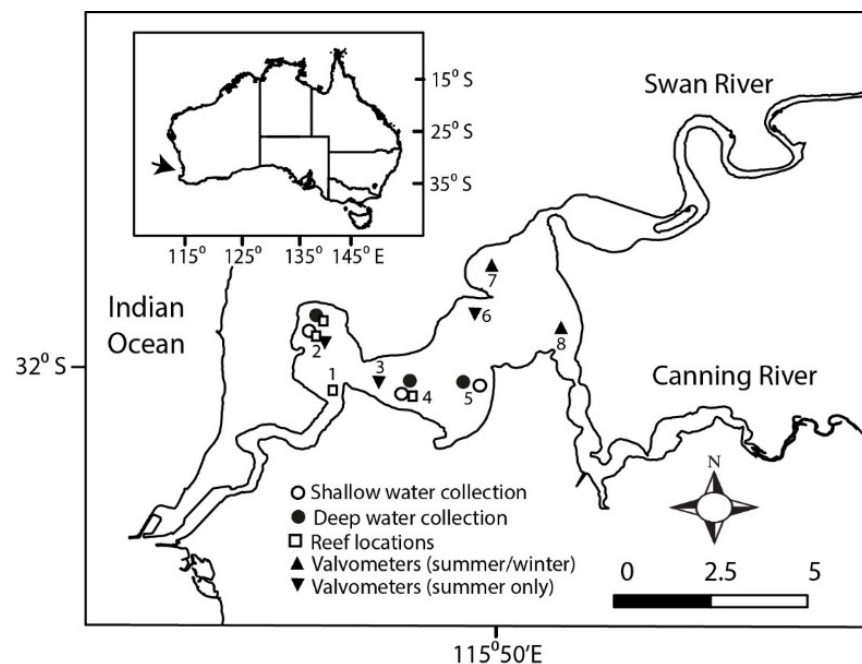 15° S
25° S
35° S
115° 125° 135° 145° E
Swan River
Indian
Ocean
32° S
Canning River
7
6
8
2
3
1
4
5
N
○ Shallow water collection
● Deep water collection
□ Reef locations
▲ Valvometers (summer/winter)
▼ Valvometers (summer only)
0 2.5 5
115°50'E